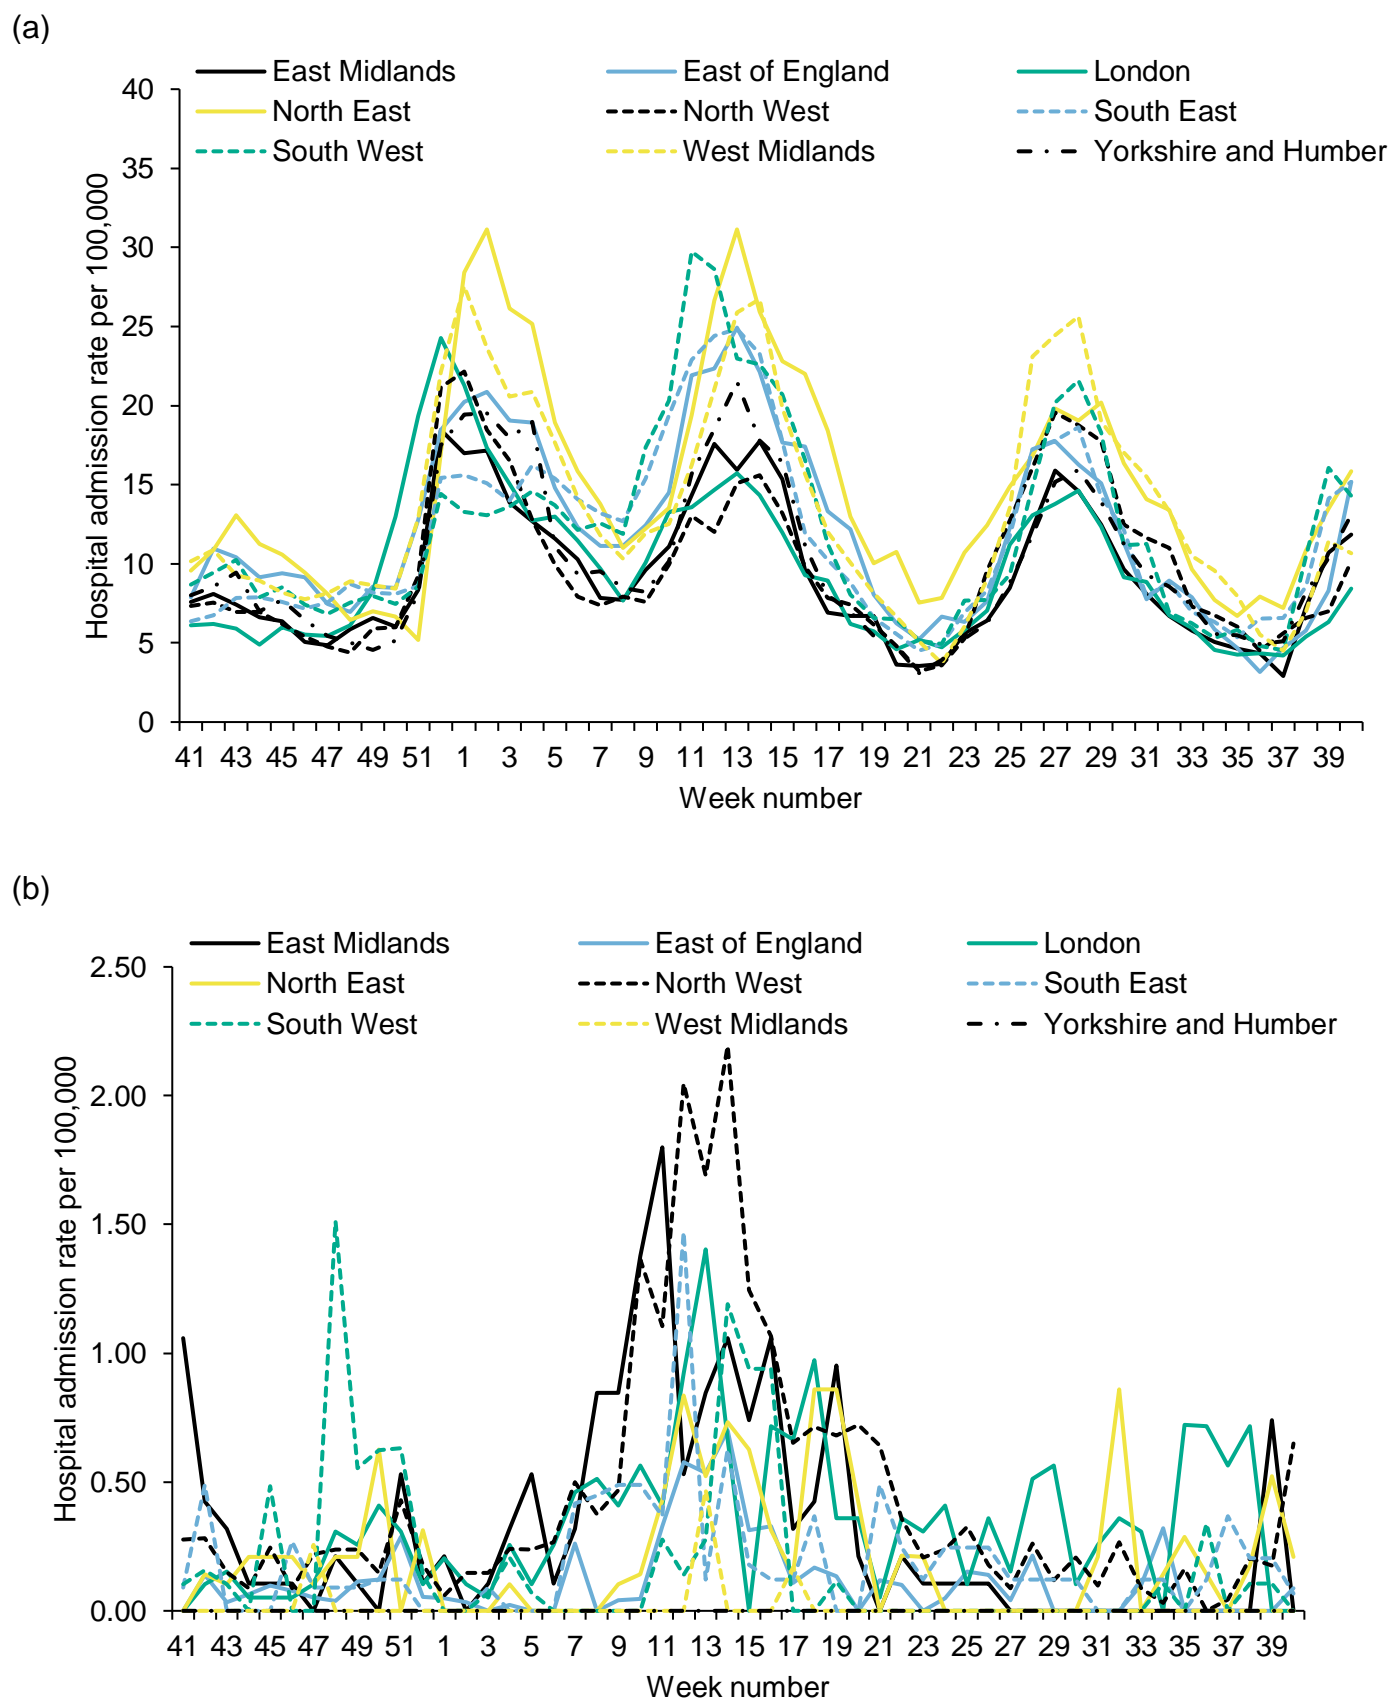 (a)
East Midlands East of England London
North East North West South East
South West West Midlands Yorkshire and Humber
Hospital admission rate per 100,000
40
35
30
25
20
15
10
5
0
41 43 45 47 49 51 1 3 5 7 9 11 13 15 17 19 21 23 25 27 29 31 33 35 37 39
Week number
(b)
East Midlands East of England London
North East North West South East
South West West Midlands Yorkshire and Humber
Hospital admission rate per 100,000
2.50
2.00
1.50
1.00
0.50
0.00
41 43 45 47 49 51 1 3 5 7 9 11 13 15 17 19 21 23 25 27 29 31 33 35 37 39
Week number